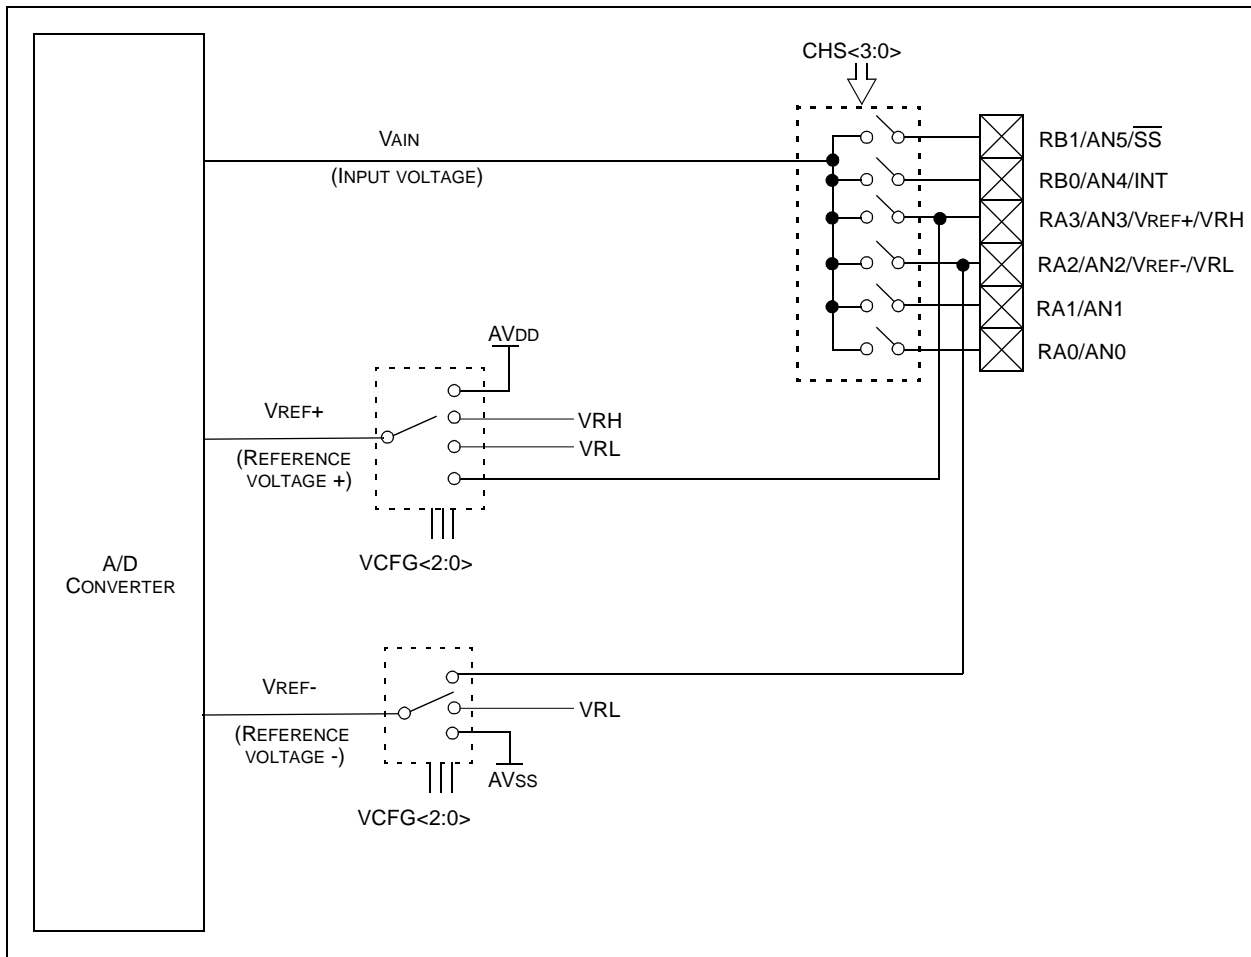 CHS<3:0>
VAIN
(INPUT VOLTAGE)
RB1/AN5/SS
RB0/AN4/INT
RA3/AN3/VREF+/VRH
RA2/AN2/VREF-/VRL
RA1/AN1
RA0/AN0
AVDD
VREF+
(REFERENCE
VOLTAGE +)
VRH
VRL
VCFG<2:0>
A/D
CONVERTER
VREF-
(REFERENCE
VOLTAGE -)
VRL
AVSS
VCFG<2:0>